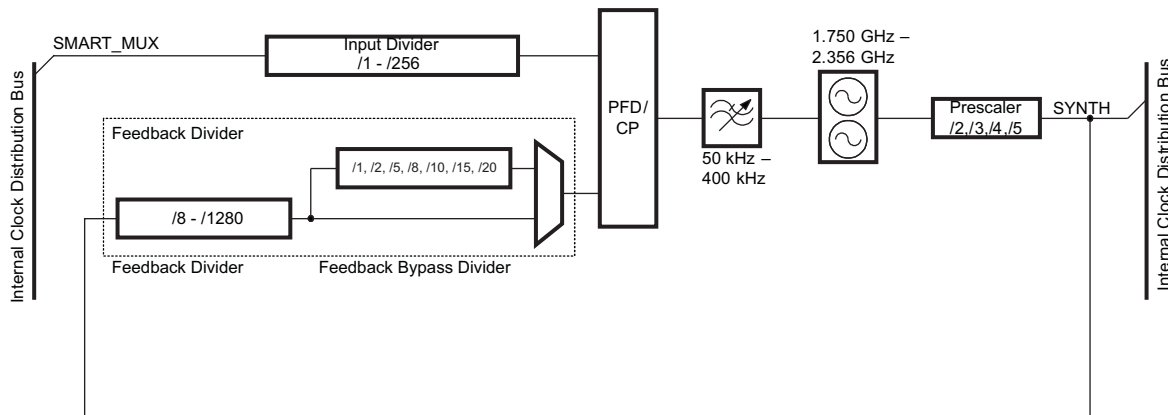 SMART_MUX
Input Divider
/1 - /256
1.750 GHz –
2.356 GHz
Internal Clock Distribution Bus
PFD/
CP
Prescaler
/2,/3,/4,/5
SYNTH
Internal Clock Distribution Bus
Feedback Divider
/1, /2, /5, /8, /10, /15, /20
50 kHz –
400 kHz
/8 - /1280
Feedback Divider
Feedback Bypass Divider